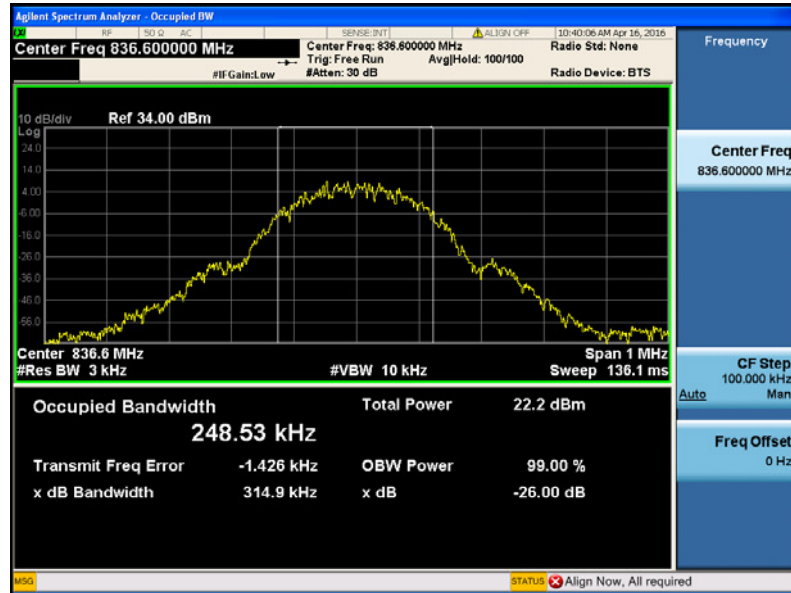 Agilent Spectrum Analyzer - Occupied BW
RF 50 Ω AC SENSE:INT ALIGN OFF 10:40:06 AM Apr 16, 2016
Center Freq 836.600000 MHz
Center Freq: 836.600000 MHz
Radio Std: None
Trig: Free Run Avg|Hold: 100/100
#IFGain:Low #Atten: 30 dB Radio Device: BTS
10 dB/div Ref 34.00 dBm
Log
24.0
14.0
4.00
-6.00
-16.0
-26.0
-36.0
-46.0
-56.0
Center 836.6 MHz Span 1 MHz
#Res BW 3 kHz #VBW 10 kHz Sweep 136.1 ms
Occupied Bandwidth Total Power 22.2 dBm
248.53 kHz
Transmit Freq Error -1.426 kHz OBW Power 99.00 %
x dB Bandwidth 314.9 kHz x dB -26.00 dB
Frequency
Center Freq
836.600000 MHz
CF Step
100.000 kHz
Auto Man
Freq Offset
0 Hz
MSG STATUS Align Now, All required